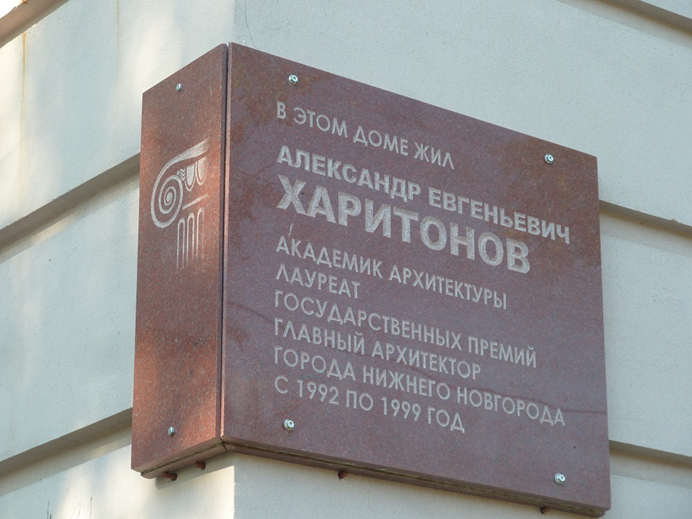 В ЭТОМ ДОМЕ ЖИЛ
АЛЕКСАНДР ЕВГЕНЬЕВИЧ
ХАРИТОНОВ
АКАДЕМИК АРХИТЕКТУРЫ
ЛАУРЕАТ
ГОСУДАРСТВЕННЫХ ПРЕМИЙ
ГЛАВНЫЙ АРХИТЕКТОР
ГОРОДА НИЖНЕГО НОВГОРОДА
С 1992 ПО 1999 ГОД